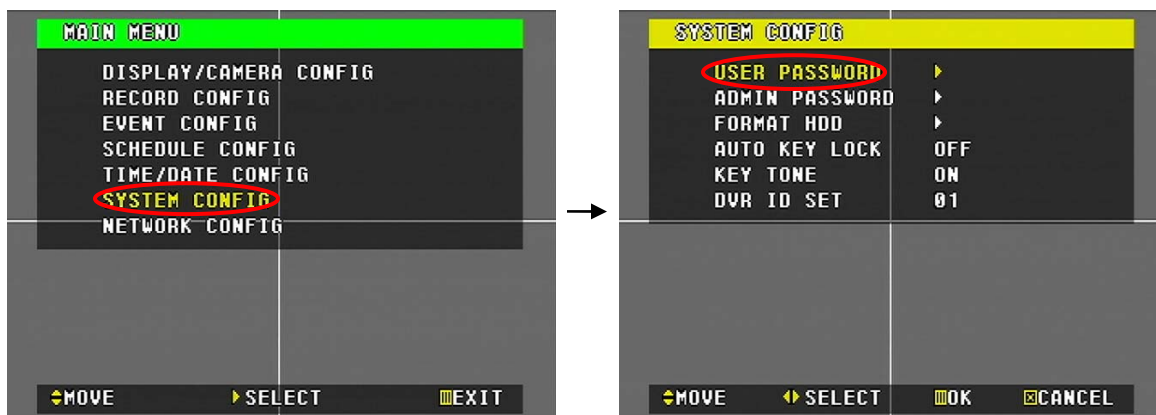 MAIN MENU
DISPLAY/CAMERA CONFIG
RECORD CONFIG
EVENT CONFIG
SCHEDULE CONFIG
TIME/DATE CONFIG
SYSTEM CONFIG
NETWORK CONFIG
MOVE SELECT EXIT
SYSTEM CONFIG
USER PASSWORD
ADMIN PASSWORD
FORMAT HDD
AUTO KEY LOCK OFF
KEY TONE ON
DVR ID SET 01
MOVE SELECT OK CANCEL